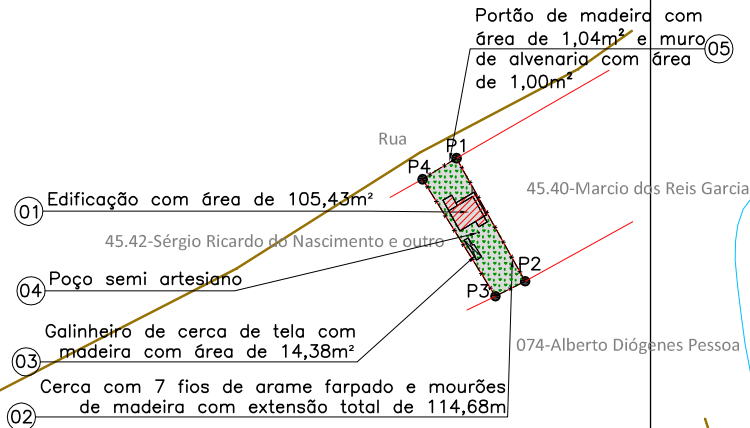 Portão de madeira com
área de 1,04m² e muro
de alvenaria com área
de 1,00m²
05
Rua
P1
P4
45.40-Marcio dos Reis Garcia
01
Edificação com área de 105,43m²
45.42-Sérgio Ricardo do Nascimento e outro
04
Poço semi artesiano
P2
P3
Galinheiro de cerca de tela com
madeira com área de 14,38m²
03
074-Alberto Diógenes Pessoa
Cerca com 7 fios de arame farpado e mourões
de madeira com extensão total de 114,68m
02